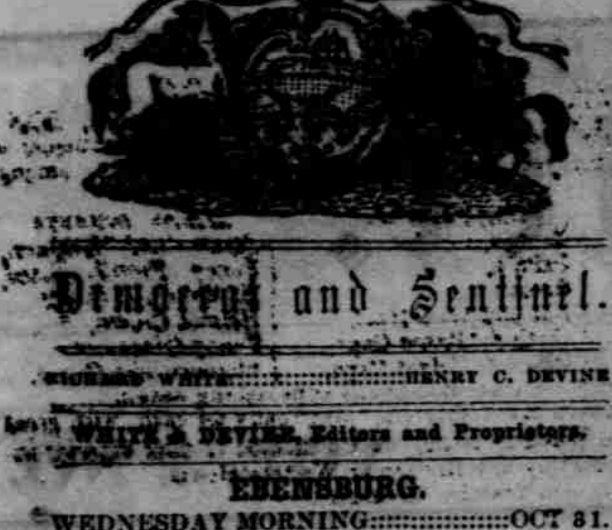 Democrat and Sentinel.
RICHARD WHITE::::::::::::::::::::HENRY C. DEVINE
WHITE & DEVINE, Editors and Proprietors.
EBENSBURG.
WEDNESDAY MORNING:::::::::::::::OCT 31